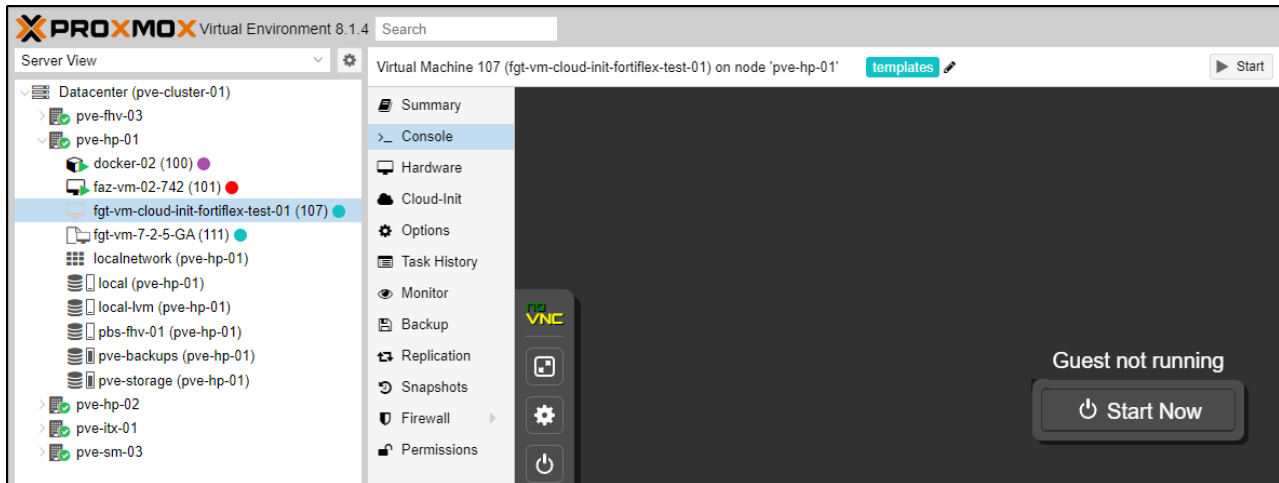 PROXMOX Virtual Environment 8.1.4 Search
Server View
Datacenter (pve-cluster-01)
pve-fhv-03
pve-hp-01
docker-02 (100)
faz-vm-02-742 (101)
fgt-vm-cloud-init-fortiflex-test-01 (107)
fgt-vm-7-2-5-GA (111)
localnetwork (pve-hp-01)
local (pve-hp-01)
local-lvm (pve-hp-01)
pbs-fhv-01 (pve-hp-01)
pve-backups (pve-hp-01)
pve-storage (pve-hp-01)
pve-hp-02
pve-itx-01
pve-sm-03
Virtual Machine 107 (fgt-vm-cloud-init-fortiflex-test-01) on node 'pve-hp-01' templates Start
Summary
>_ Console
Hardware
Cloud-Init
Options
Task History
Monitor
Backup
Replication
Snapshots
Firewall
Permissions
no
VNC
Guest not running
Start Now